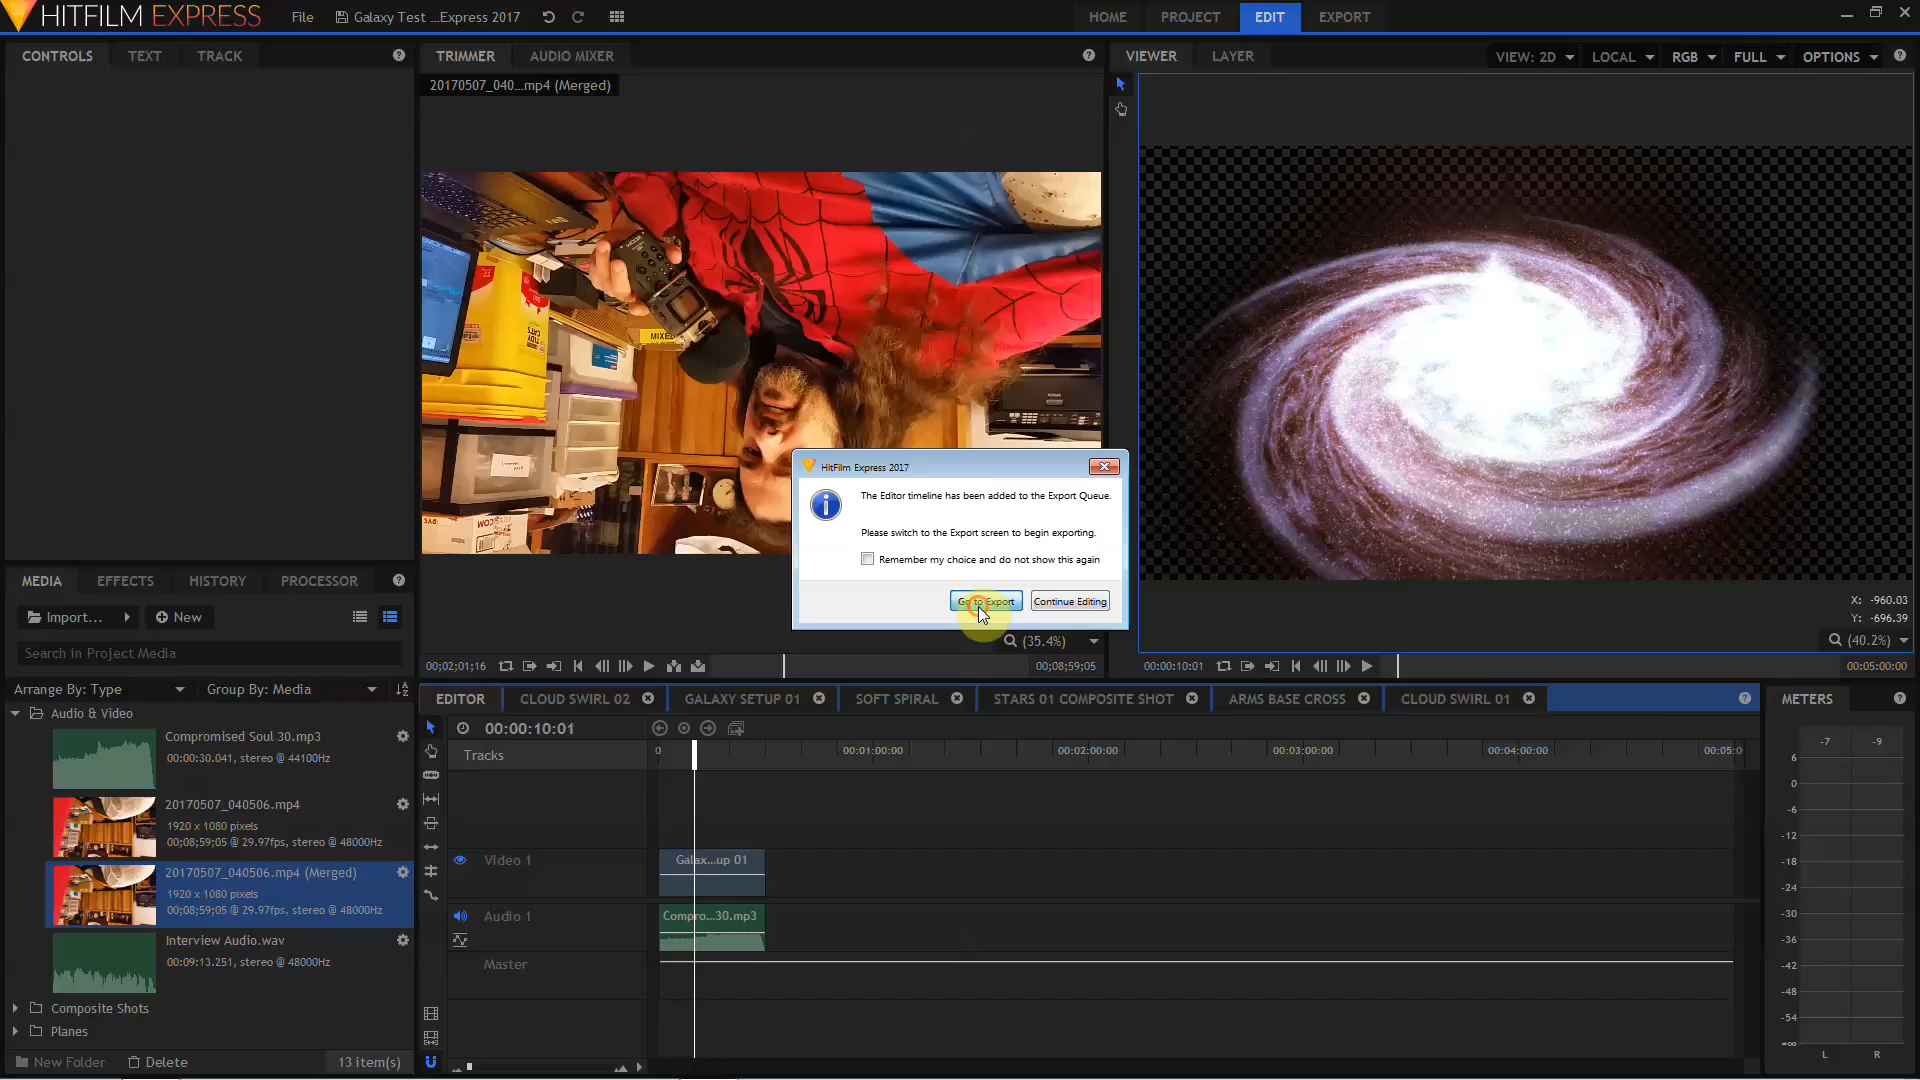 HITFILM EXPRESS
File
Galaxy Test ...Express 2017
HOME
PROJECT
EDIT
EXPORT
CONTROLS
TEXT
TRACK
TRIMMER
AUDIO MIXER
VIEWER
LAYER
VIEW: 2D
LOCAL
RGB
FULL
OPTIONS
20170507_040...mp4 (Merged)
MIXE
HitFilm Express 2017
The Editor timeline has been added to the Export Queue.
Please switch to the Export screen to begin exporting.
Remember my choice and do not show this again
Go to Export
Continue Editing
X: -960.03
Y: -696.39
(35.4%)
(40.2%)
00;02;01;16
00;08;59;05
00:00:10:01
00:05:00:00
MEDIA
EFFECTS
HISTORY
PROCESSOR
Import...
New
Search in Project Media
Arrange By: Type
Group By: Media
Audio & Video
Compromised Soul 30.mp3
00:00:30.041, stereo @ 44100Hz
20170507_040506.mp4
1920 x 1080 pixels
00;08;59;05 @ 29.97fps, stereo @ 48000Hz
20170507_040506.mp4 (Merged)
1920 x 1080 pixels
00;08;59;05 @ 29.97fps, stereo @ 48000Hz
Interview Audio.wav
00:09:13.251, stereo @ 48000Hz
Composite Shots
Planes
New Folder
Delete
13 item(s)
EDITOR
CLOUD SWIRL 02
GALAXY SETUP 01
SOFT SPIRAL
STARS 01 COMPOSITE SHOT
ARMS BASE CROSS
CLOUD SWIRL 01
00:00:10:01
Tracks
0
00:01:00:00
00:02:00:00
00:03:00:00
00:04:00:00
00:05:0
Video 1
Galax...up 01
Audio 1
Compro...30.mp3
Master
METERS
-7
-9
6
0
-6
-12
-18
-24
-30
-36
-42
-48
-54
-∞
L
R